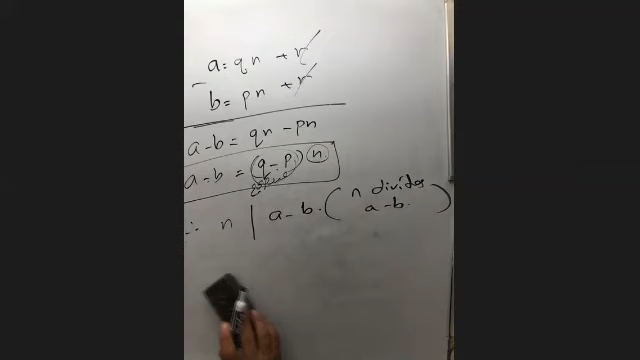 a = qn + r
b = pn + r
a-b = qn - pn
a-b = (q-p) n
∴ n | a-b. (n divides a-b.)